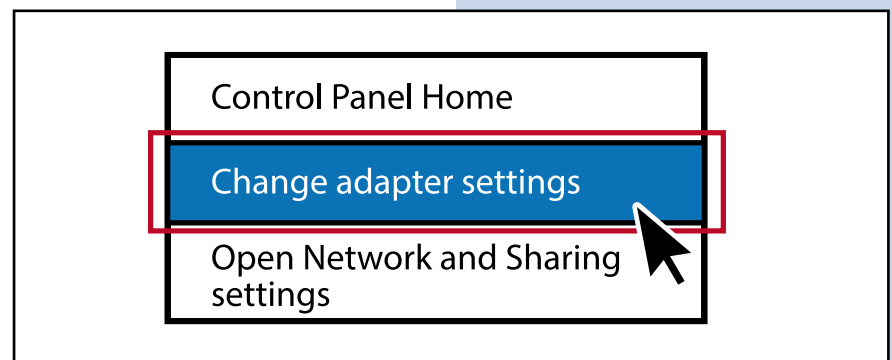 Control Panel Home
Change adapter settings
Open Network and Sharing
settings